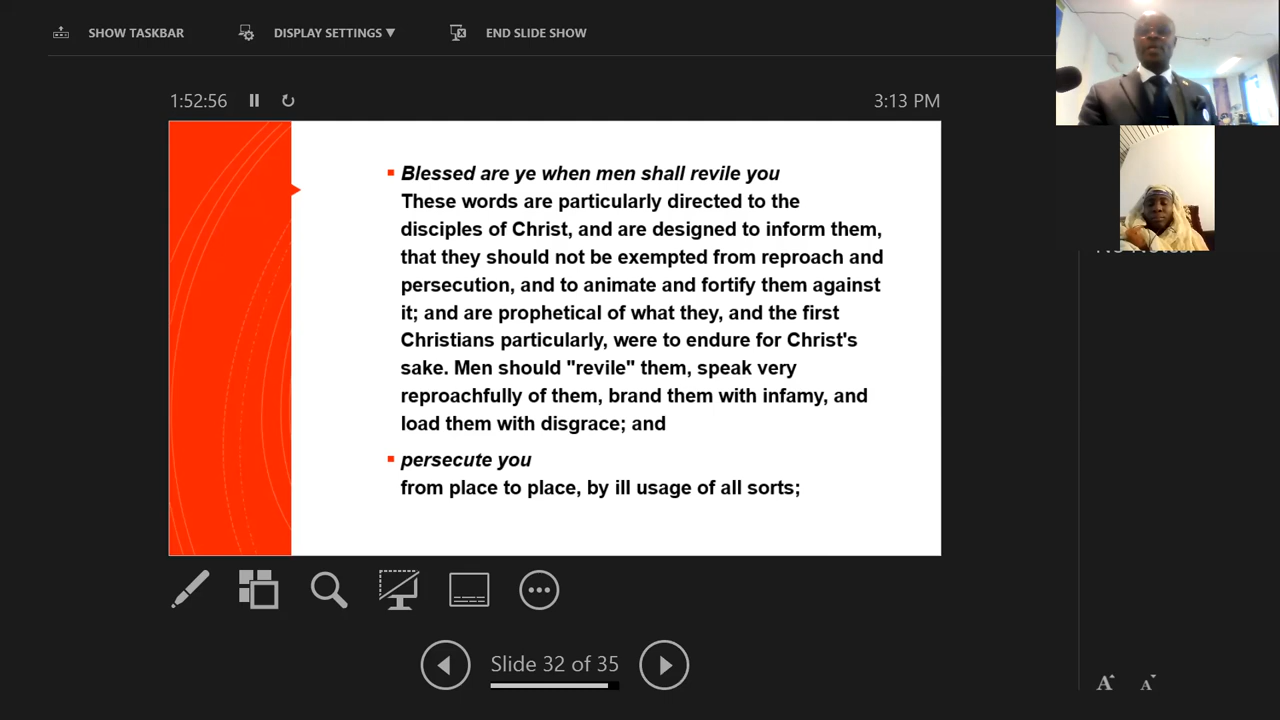 SHOW TASKBAR
DISPLAY SETTINGS ▼
END SLIDE SHOW
1:52:56
3:13 PM
Blessed are ye when men shall revile you
These words are particularly directed to the
disciples of Christ, and are designed to inform them,
that they should not be exempted from reproach and
persecution, and to animate and fortify them against
it; and are prophetical of what they, and the first
Christians particularly, were to endure for Christ's
sake. Men should "revile" them, speak very
reproachfully of them, brand them with infamy, and
load them with disgrace; and
persecute you
from place to place, by ill usage of all sorts;
No Notes.
Slide 32 of 35
A A